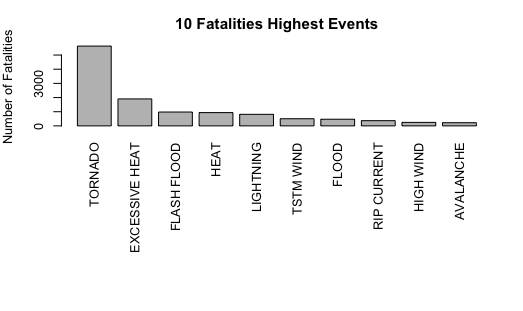 10 Fatalities Highest Events
Number of Fatalities
3000
0
TORNADO
EXCESSIVE HEAT
FLASH FLOOD
HEAT
LIGHTNING
TSTM WIND
FLOOD
RIP CURRENT
HIGH WIND
AVALANCHE